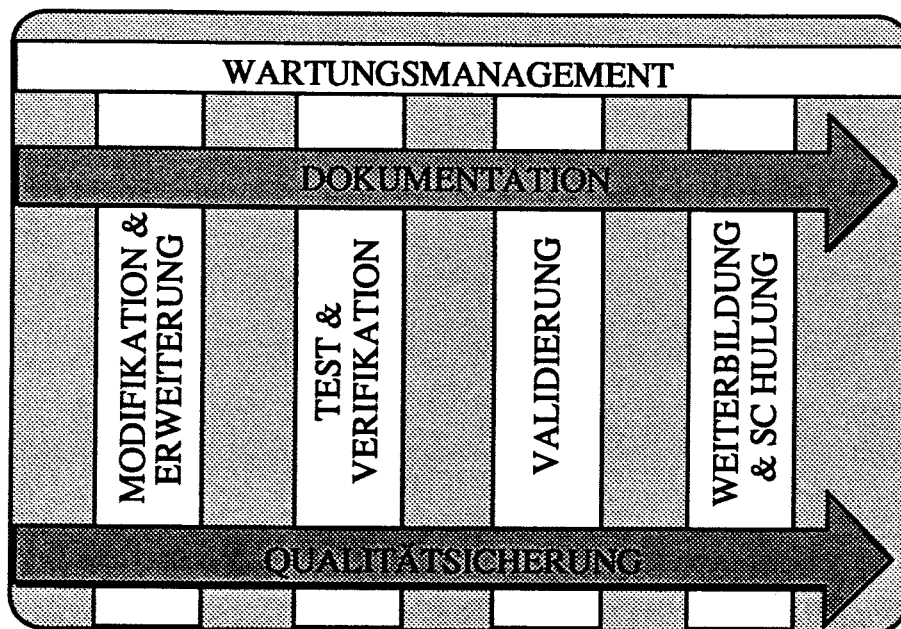 WARTUNGSMANAGEMENT
DOKUMENTATION
MODIFIKATION &
ERWEITERUNG
TEST &
VERIFIKATION
VALIDIERUNG
WEITERBILDUNG
& SC HULUNG
QUALITÄTSICHERUNG